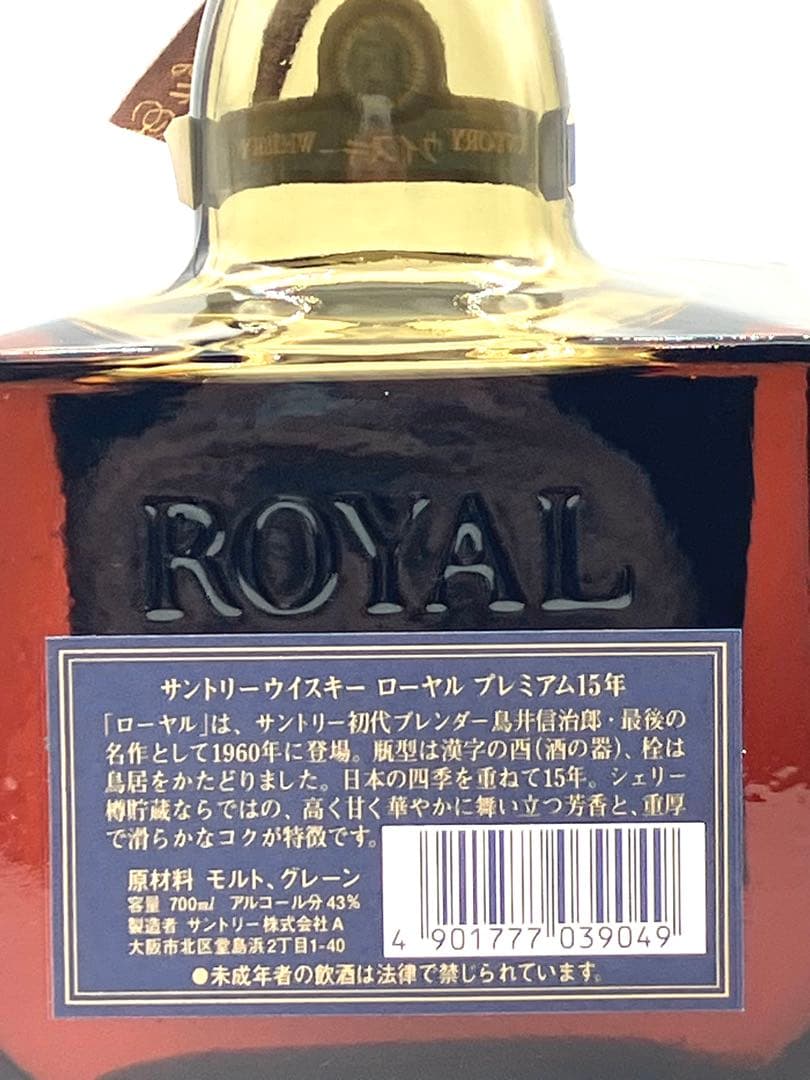 ウイスキー
ROYAL
サントリーウイスキー ローヤル プレミアム15年
「ローヤル」は、サントリー初代ブレンダー鳥井信治郎・最後の
名作として1960年に登場。瓶型は漢字の酉(酒の器)、栓は
鳥居をかたどりました。日本の四季を重ねて15年。シェリー
樽貯蔵ならではの、高く甘く華やかに舞い立つ芳香と、重厚
で滑らかなコクが特徴です。
原材料 モルト、グレーン
容量 700ml アルコール分43%
製造者 サントリー株式会社A
大阪市北区堂島浜2丁目1-40
4 901777 039049
●未成年者の飲酒は法律で禁じられています。